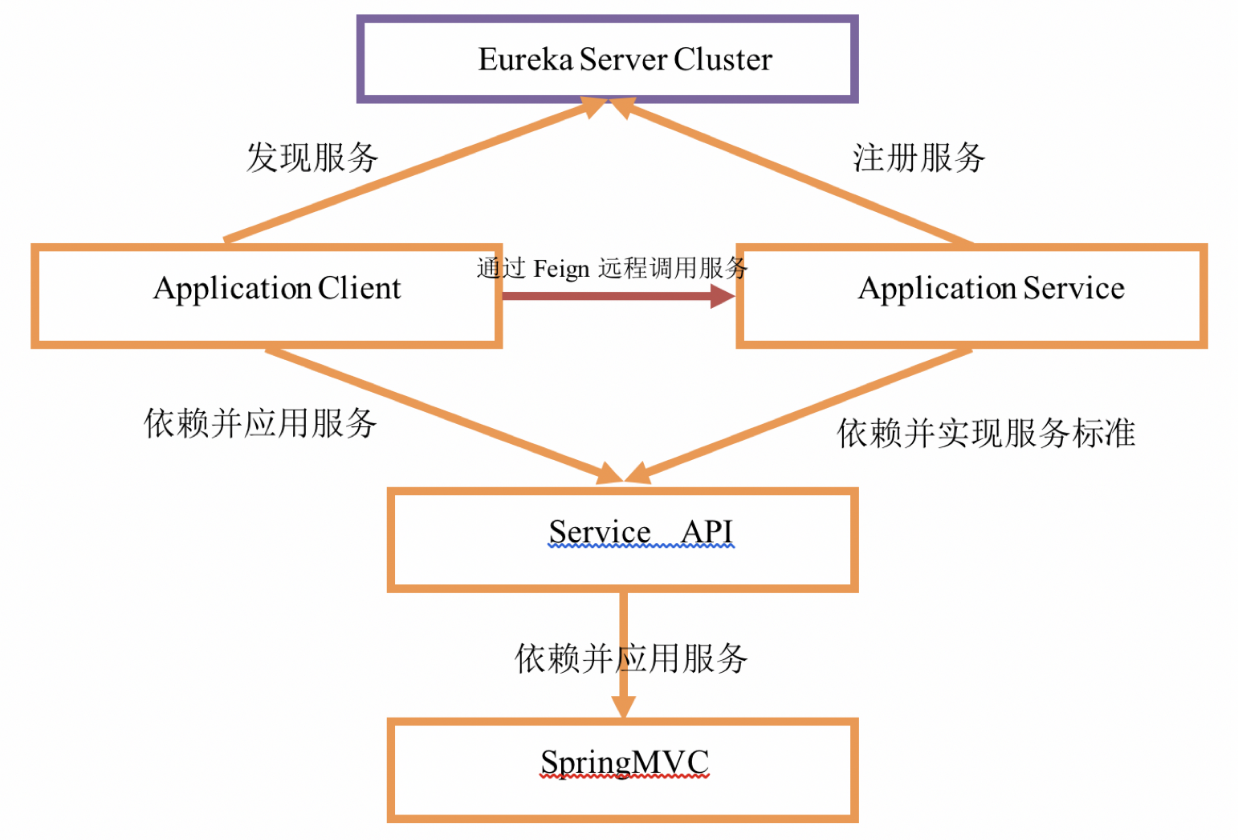 Eureka Server Cluster
发现服务
注册服务
通过 Feign 远程调用服务
Application Client
Application Service
依赖并应用服务
依赖并实现服务标准
Service API
依赖并应用服务
SpringMVC